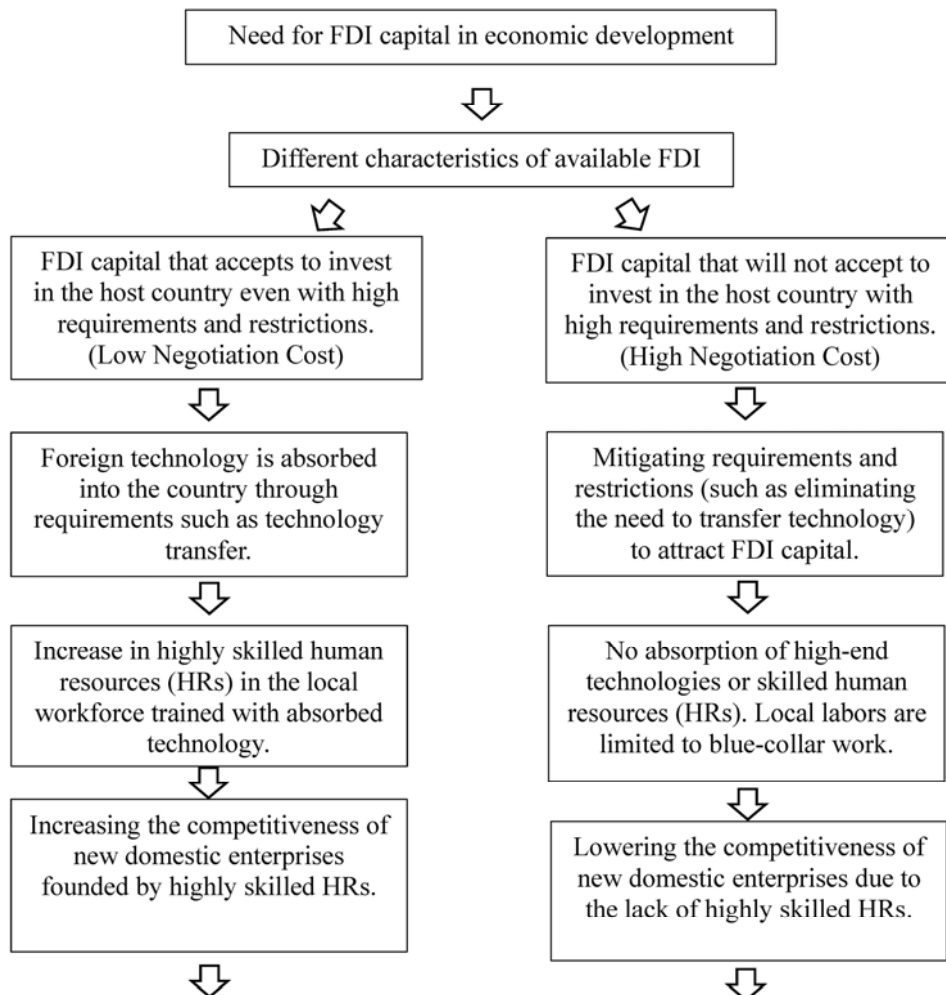 Need for FDI capital in economic development
Different characteristics of available FDI
FDI capital that accepts to invest
in the host country even with high
requirements and restrictions.
(Low Negotiation Cost)
FDI capital that will not accept to
invest in the host country with
high requirements and restrictions.
(High Negotiation Cost)
Foreign technology is absorbed
into the country through
requirements such as technology
transfer.
Mitigating requirements and
restrictions (such as eliminating
the need to transfer technology)
to attract FDI capital.
Increase in highly skilled human
resources (HRs) in the local
workforce trained with absorbed
technology.
No absorption of high-end
technologies or skilled human
resources (HRs). Local labors are
limited to blue-collar work.
Increasing the competitiveness of
new domestic enterprises
founded by highly skilled HRs.
Lowering the competitiveness of
new domestic enterprises due to
the lack of highly skilled HRs.